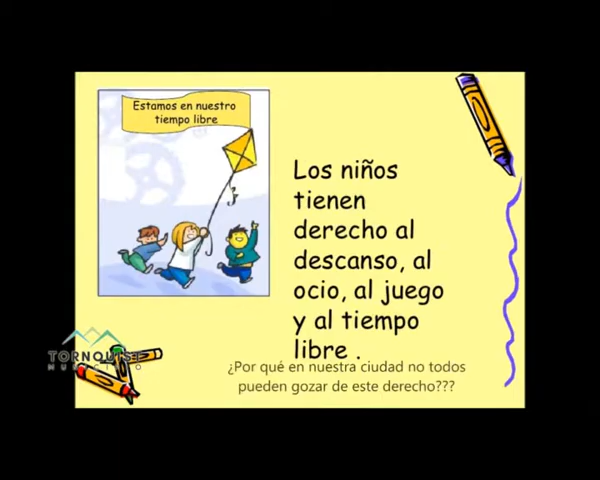 Estamos en nuestro
tiempo libre
Los niños
tienen
derecho al
descanso, al
ocio, al juego
y al tiempo
libre .
¿Por qué en nuestra ciudad no todos
pueden gozar de este derecho???
TORNQUIST
MUNICIPIO